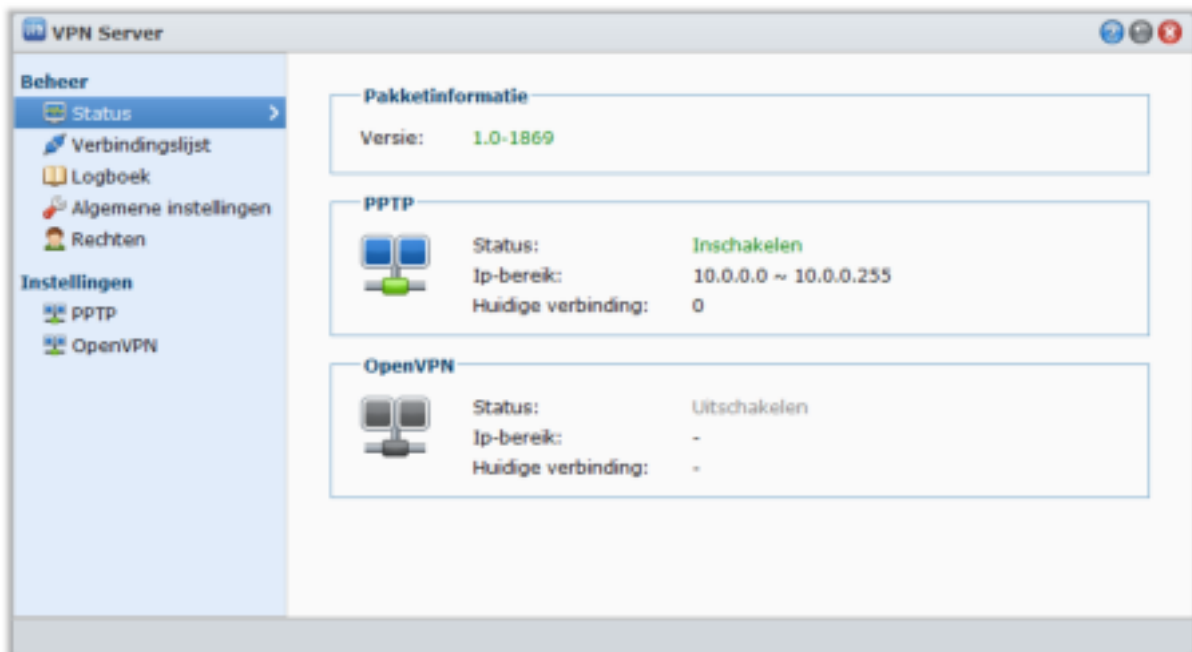 VPN Server
Beheer
Status
Verbindingslijst
Logboek
Algemene instellingen
Rechten
Instellingen
PPTP
OpenVPN
Pakketinformatie
Versie: 1.0-1869
PPTP
Status: Inschakelen
Ip-bereik: 10.0.0.0 ~ 10.0.0.255
Huidige verbinding: 0
OpenVPN
Status: Uitschakelen
Ip-bereik: -
Huidige verbinding: -